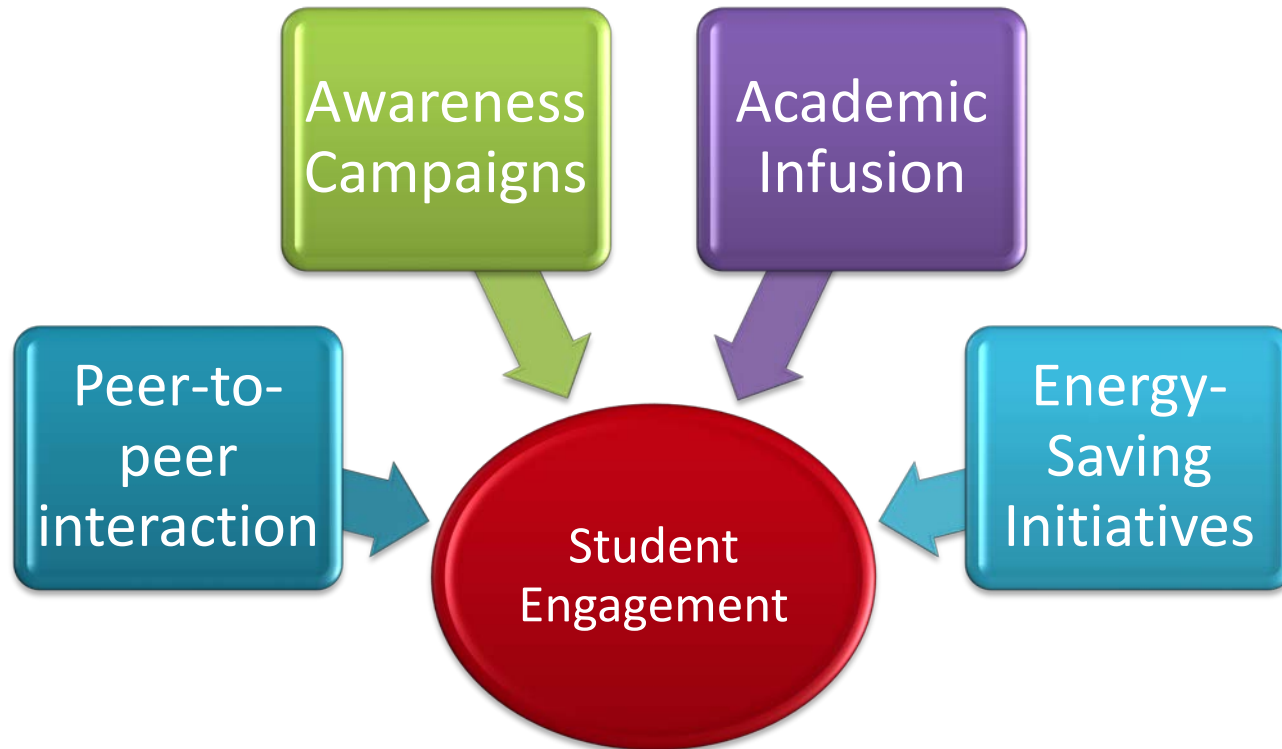 Awareness
Campaigns
Academic
Infusion
Peer-to-
peer
interaction
Energy-
Saving
Initiatives
Student
Engagement